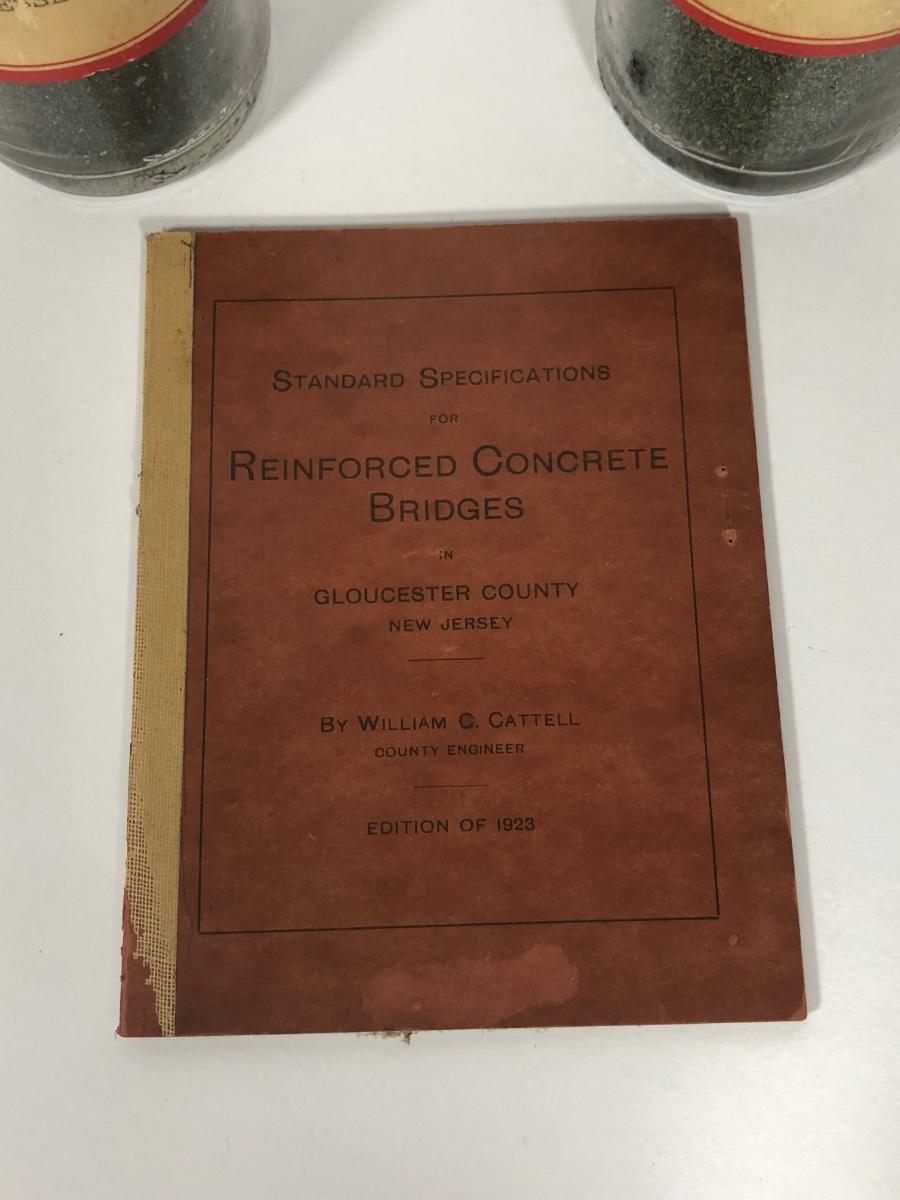 STANDARD SPECIFICATIONS
FOR
REINFORCED CONCRETE
BRIDGES
IN
GLOUCESTER COUNTY
NEW JERSEY
BY WILLIAM C. CATTELL
COUNTY ENGINEER
EDITION OF 1923